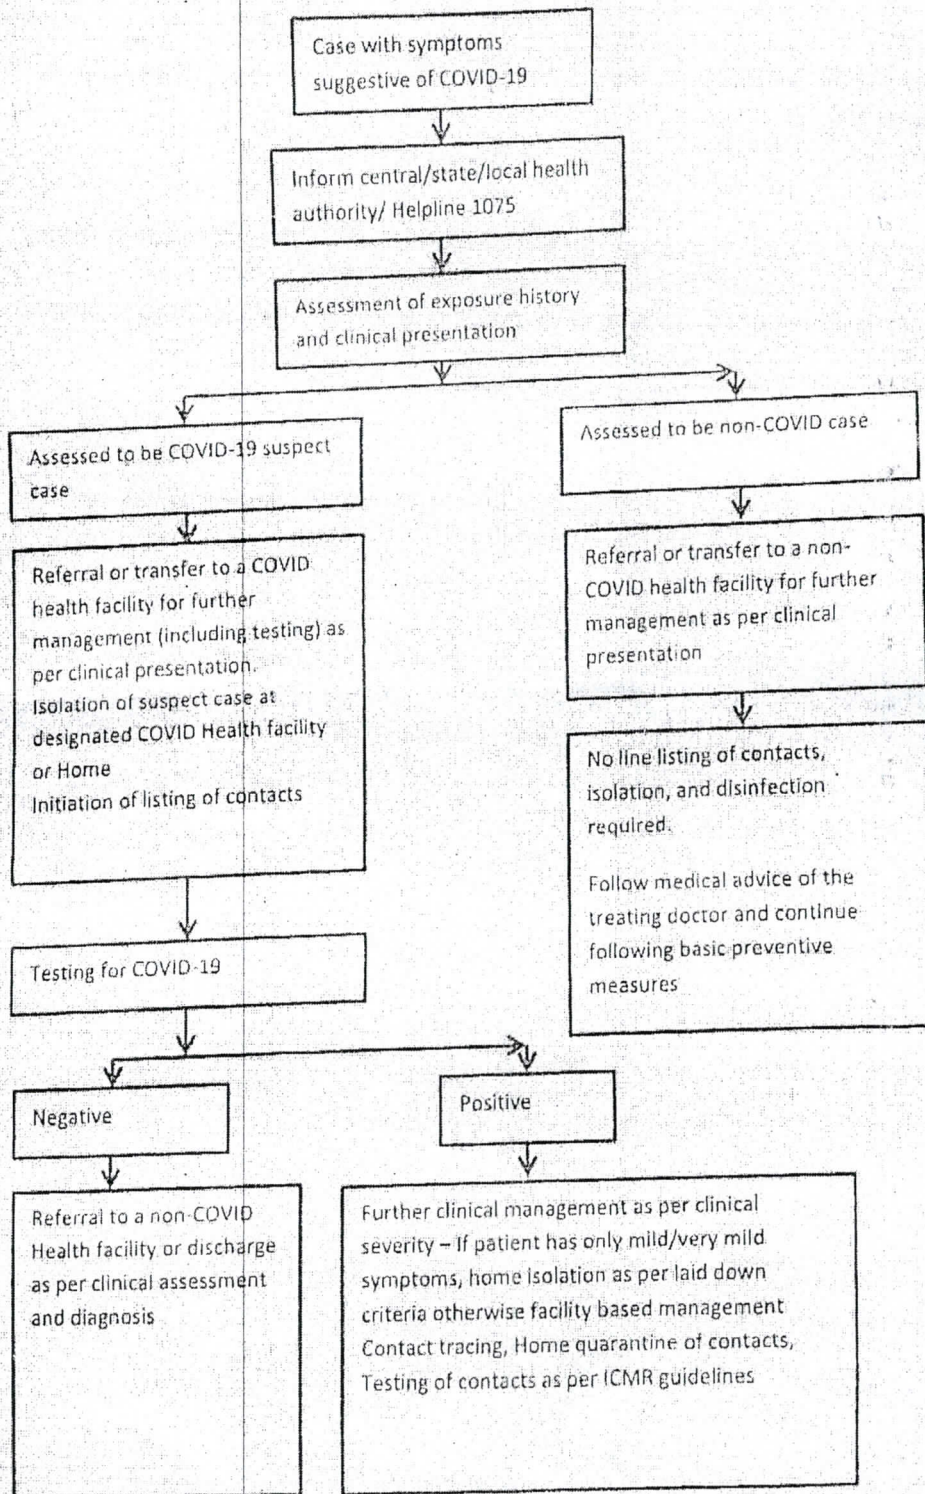 Case with symptoms
suggestive of COVID-19
Inform central/state/local health
authority/ Helpline 1075
Assessment of exposure history
and clinical presentation
Assessed to be COVID-19 suspect
case
Assessed to be non-COVID case
Referral or transfer to a COVID
health facility for further
management (including testing) as
per clinical presentation.
Isolation of suspect case at
designated COVID Health facility
or Home
Initiation of listing of contacts
Referral or transfer to a non-
COVID health facility for further
management as per clinical
presentation
No line listing of contacts,
isolation, and disinfection
required.
Follow medical advice of the
treating doctor and continue
following basic preventive
measures
Testing for COVID-19
Negative
Positive
Referral to a non-COVID
Health facility or discharge
as per clinical assessment
and diagnosis
Further clinical management as per clinical
severity – If patient has only mild/very mild
symptoms, home isolation as per laid down
criteria otherwise facility based management
Contact tracing, Home quarantine of contacts,
Testing of contacts as per ICMR guidelines